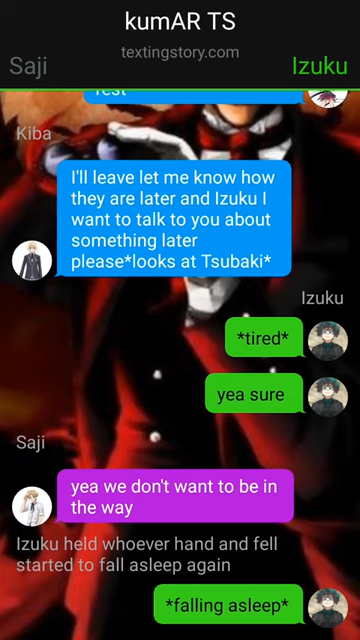 kumAR TS
textingstory.com
Saji
Izuku
rest
Kiba
I'll leave let me know how
they are later and Izuku I
want to talk to you about
something later
please*looks at Tsubaki*
Izuku
*tired*
yea sure
Saji
yea we don't want to be in
the way
Izuku held whoever hand and fell
started to fall asleep again
*falling asleep*